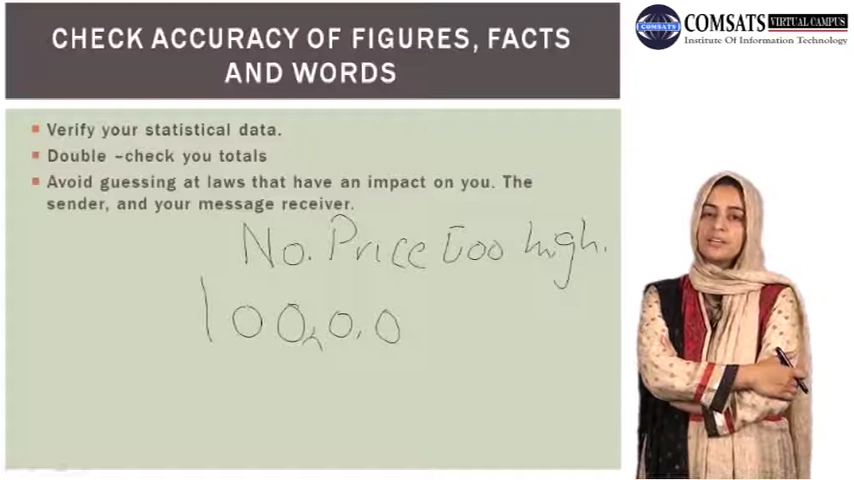 CHECK ACCURACY OF FIGURES, FACTS
AND WORDS
COMSATS VIRTUAL CAMPUS
Institute Of Information Technology
COMSATS
▪ Verify your statistical data.
▪ Double –check you totals
▪ Avoid guessing at laws that have an impact on you. The
sender, and your message receiver.
No. Price Too high.
100,0.0